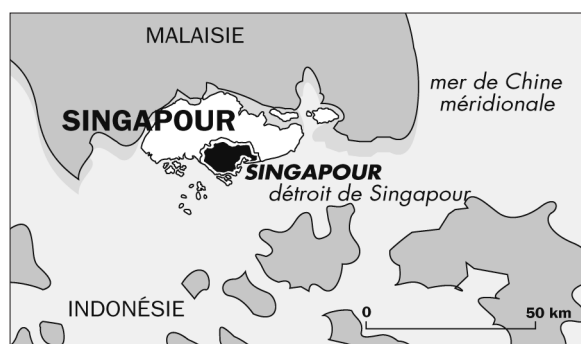 MALAISIE
mer de Chine
méridionale
SINGAPOUR
SINGAPOUR
détroit de Singapour
INDONÉSIE
0
50 km